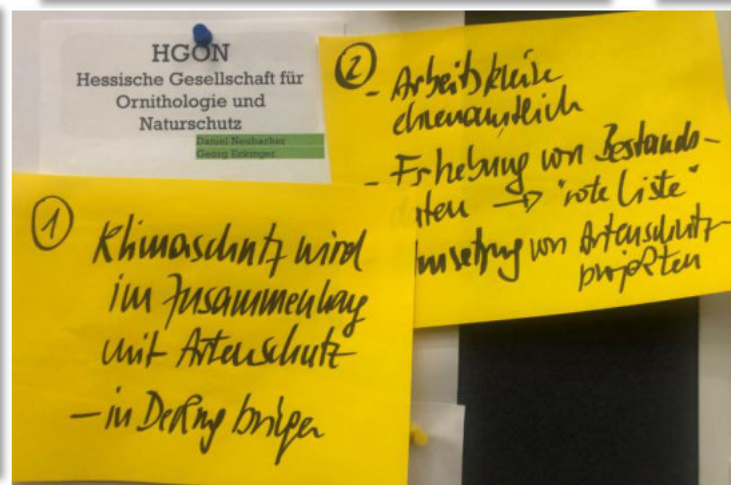 HGON
Hessische Gesellschaft für
Ornithologie und
Naturschutz
Daniel Neubacher
Georg Eckinger
①
Klimaschutz wird
im Zusammenhang
mit Artenschutz
– in Deckung bringen
②
- Arbeitskreise
ehrenamtlich
- Erhebung von Bestands-
daten → "rote Liste"
Umsetzung von Artenschutz-
projekten